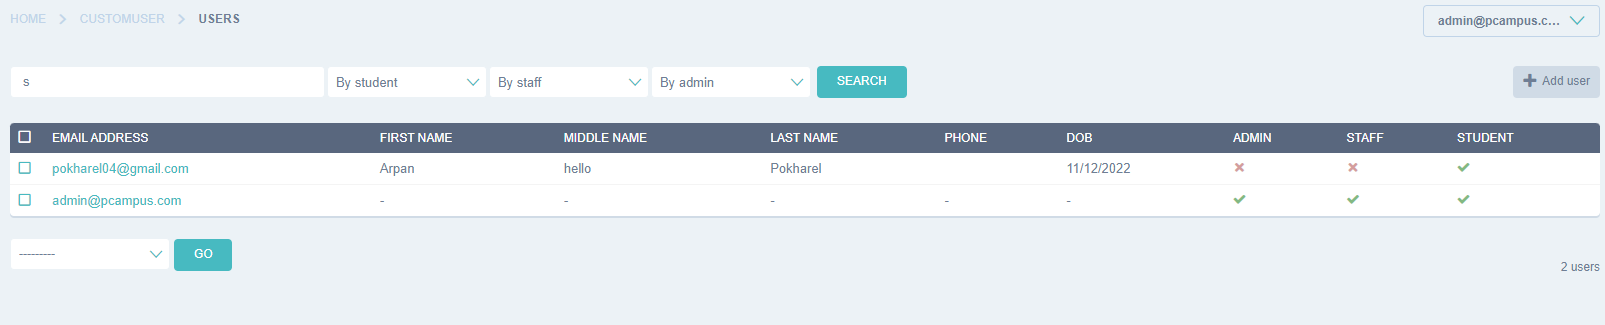 HOME > CUSTOMUSER > USERS
admin@pcampus.c...
s By student By staff By admin SEARCH
Add user
EMAIL ADDRESS FIRST NAME MIDDLE NAME LAST NAME PHONE DOB ADMIN STAFF STUDENT
pokharel04@gmail.com Arpan hello Pokharel 11/12/2022
admin@pcampus.com - - - - -
--------- GO
2 users